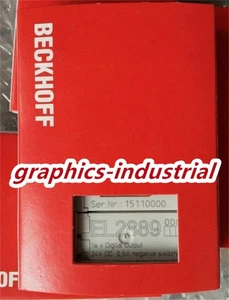 BECKHOFF
graphics-industrial
Ser Nr: 15110000
EL2889
16 x Digital Output
24V DC, 0,5A negative switch